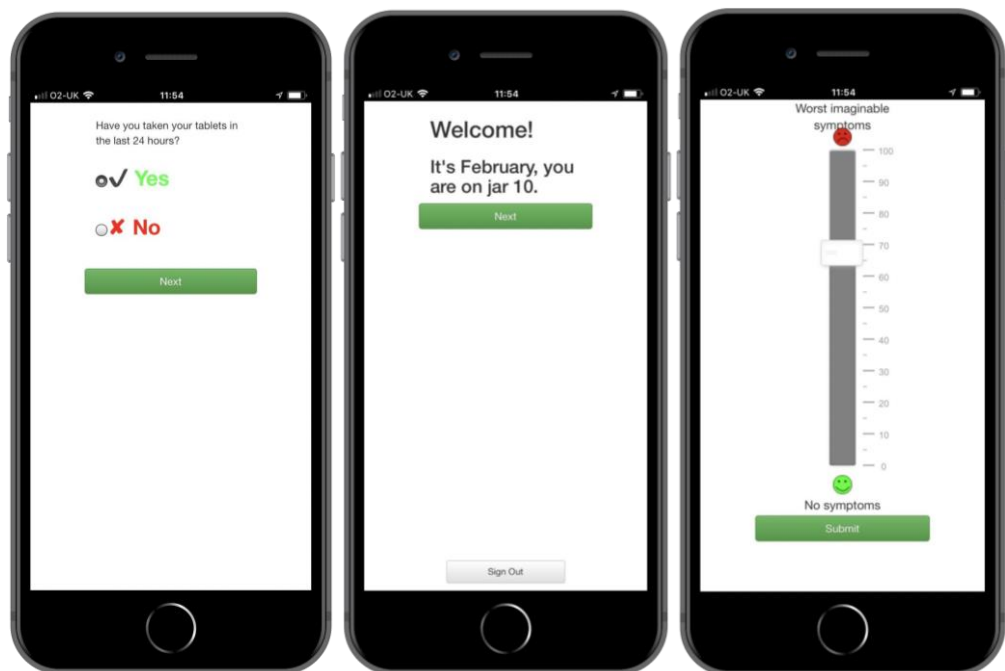 O2-UK
11:54
Have you taken your tablets in
the last 24 hours?
Yes
No
Next
O2-UK
11:54
Welcome!
It's February, you
are on jar 10.
Next
Sign Out
O2-UK
11:54
Worst imaginable
symptoms
100
90
80
70
60
50
40
30
20
10
0
No symptoms
Submit